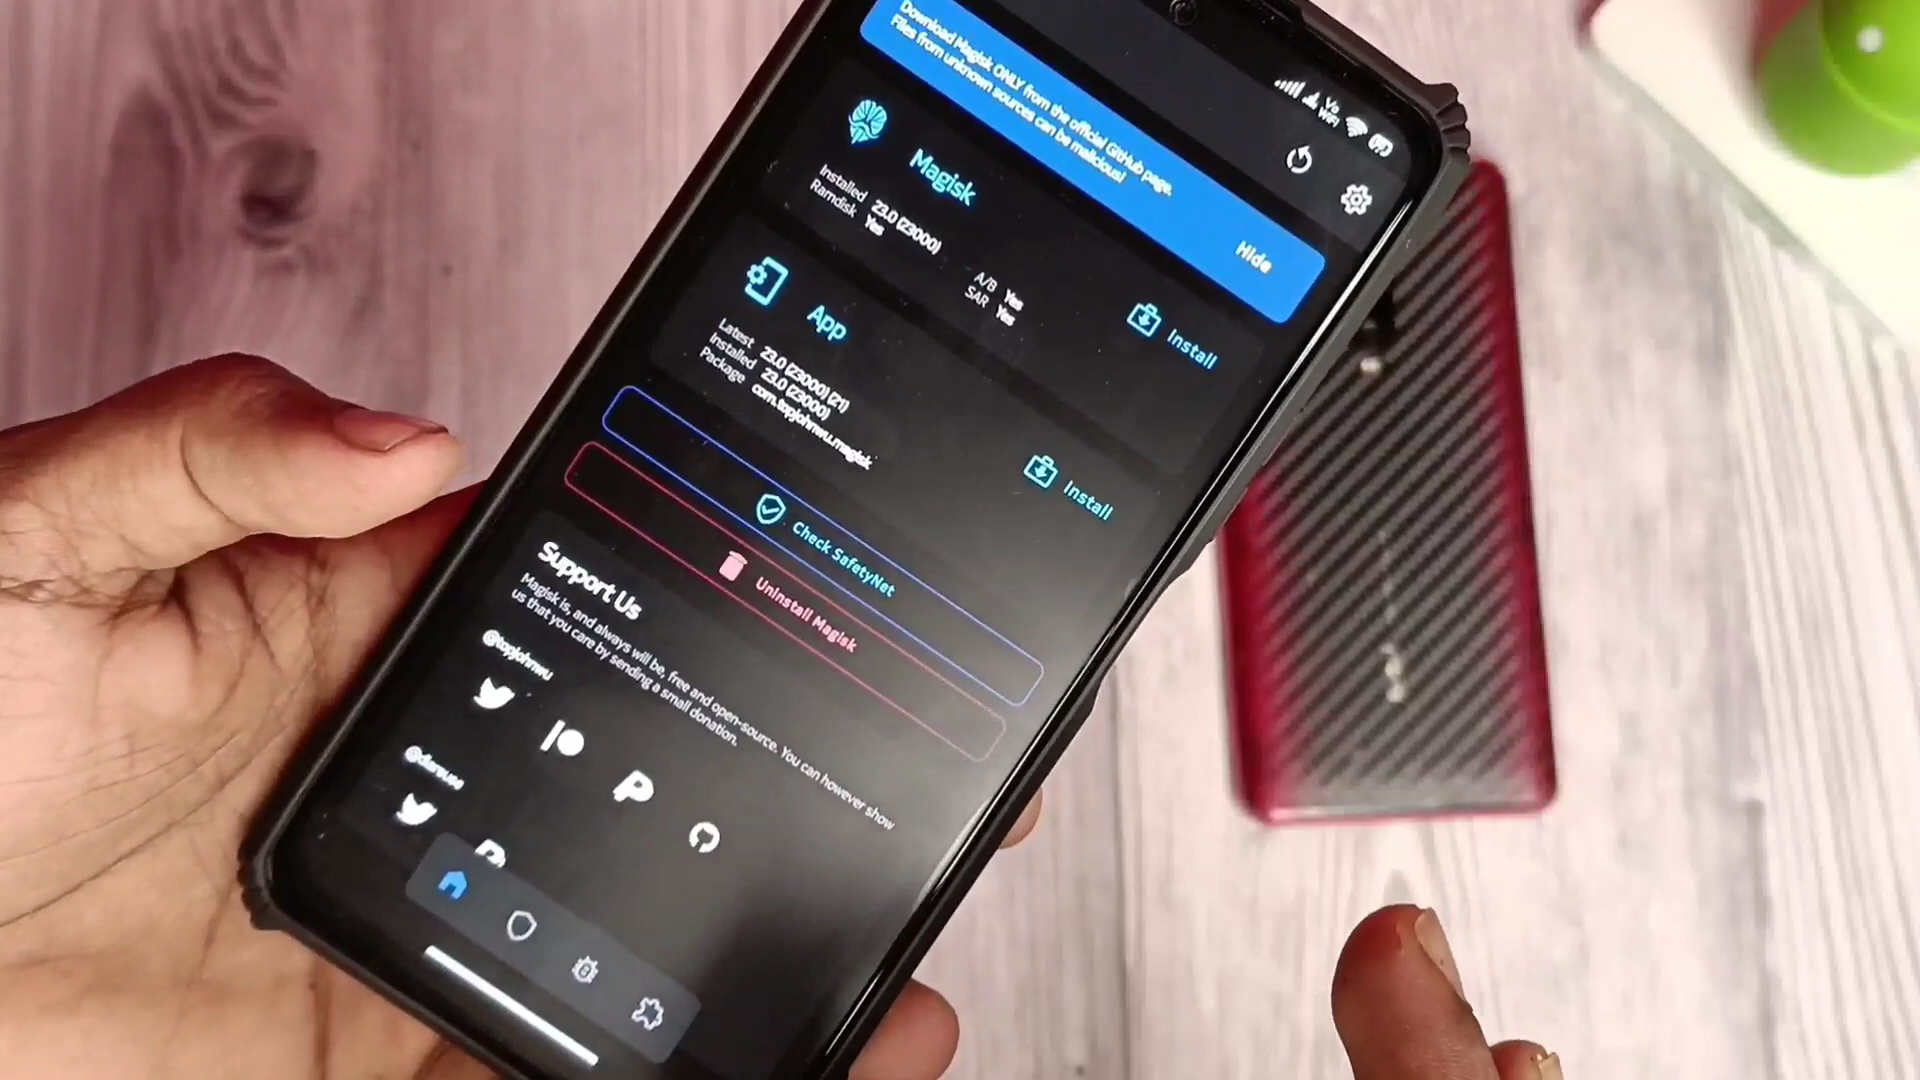 Download Magisk ONLY from the official GitHub page.
Files from unknown sources can be malicious!
Hide
Magisk
Installed 23.0 (23000)
Ramdisk Yes
A/B Yes
SAR Yes
Install
App
Latest 23.0 (23000) (21)
Installed 23.0 (23000)
Package com.topjohnwu.magisk
Install
Check SafetyNet
Uninstall Magisk
Support Us
Magisk is, and always will be, free and open-source. You can however show
us that you care by sending a small donation.
@topjohnwu
@diareuse